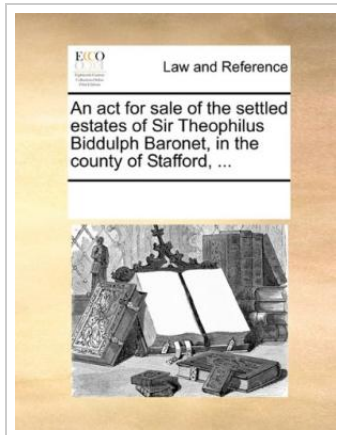 ECCO
Law and Reference
An act for sale of the settled
estates of Sir Theophilus
Biddulph Baronet, in the
county of Stafford, ...